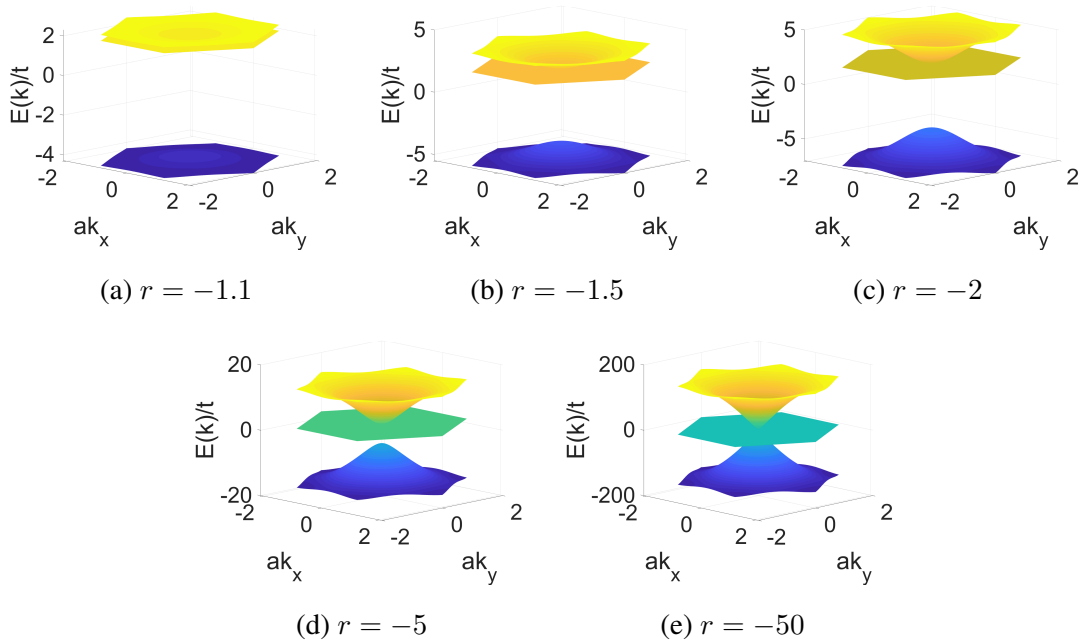 2
0
-2
-4
-2
0
2
-2
0
2
E(k)/t
ak_x
ak_y
(a) r = −1.1
5
0
-5
-2
0
2
-2
0
2
E(k)/t
ak_x
ak_y
(b) r = −1.5
5
0
-5
-2
0
2
-2
0
2
E(k)/t
ak_x
ak_y
(c) r = −2
20
0
-20
-2
0
2
-2
0
2
E(k)/t
ak_x
ak_y
(d) r = −5
200
0
-200
-2
0
2
-2
0
2
E(k)/t
ak_x
ak_y
(e) r = −50